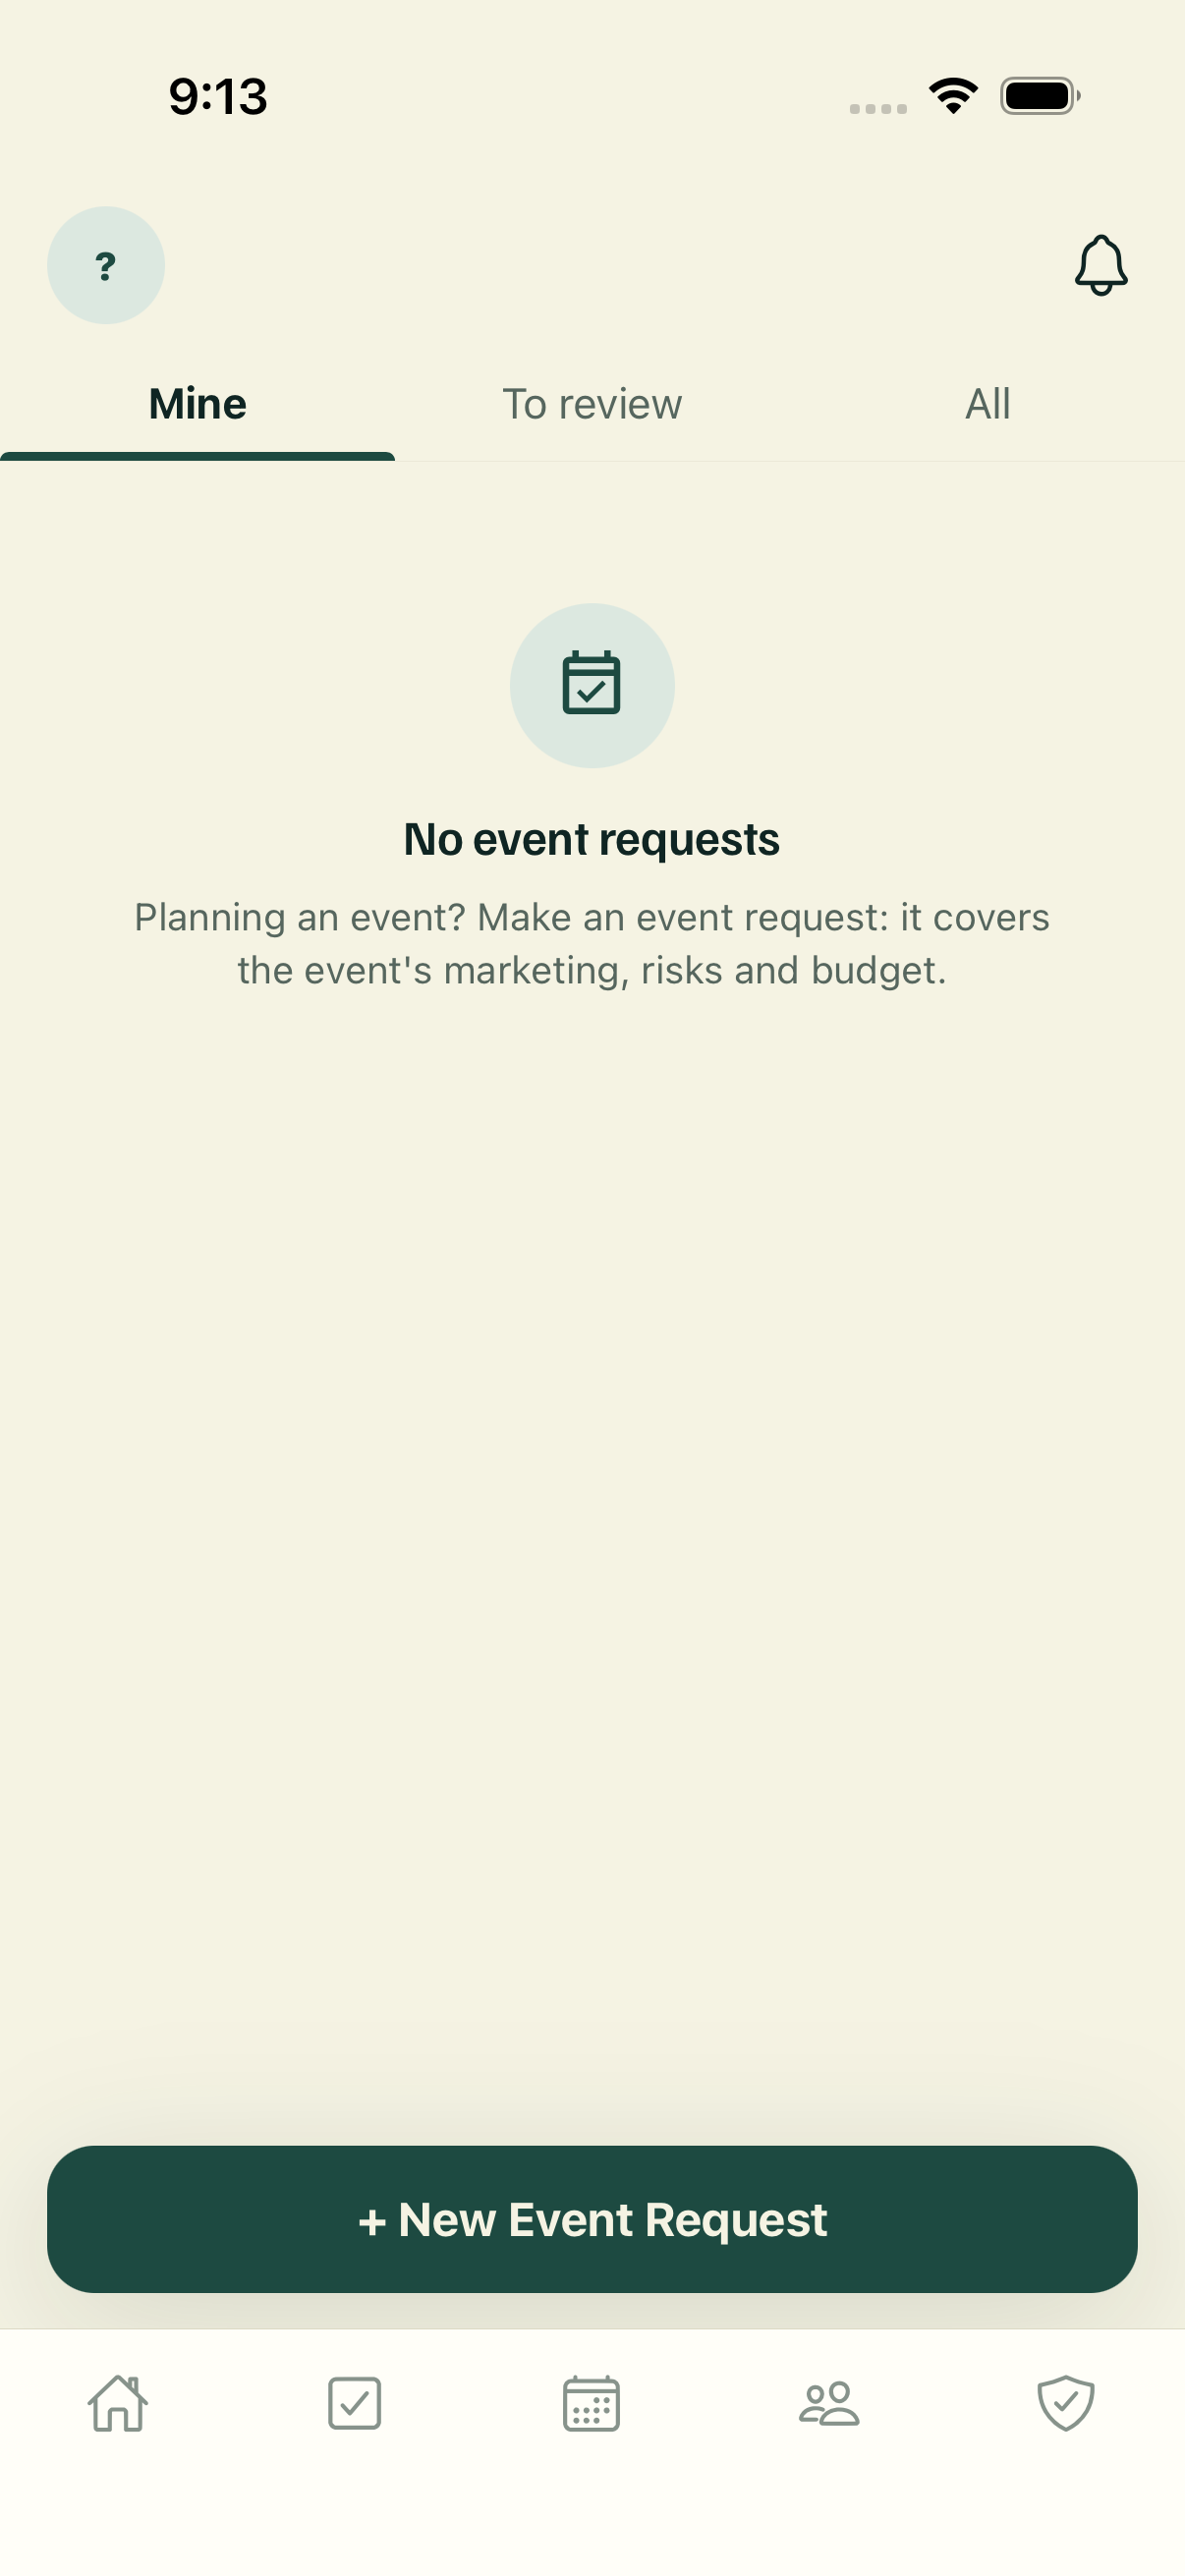 9:13
?
Mine
To review
All
No event requests
Planning an event? Make an event request: it covers
the event's marketing, risks and budget.
+ New Event Request